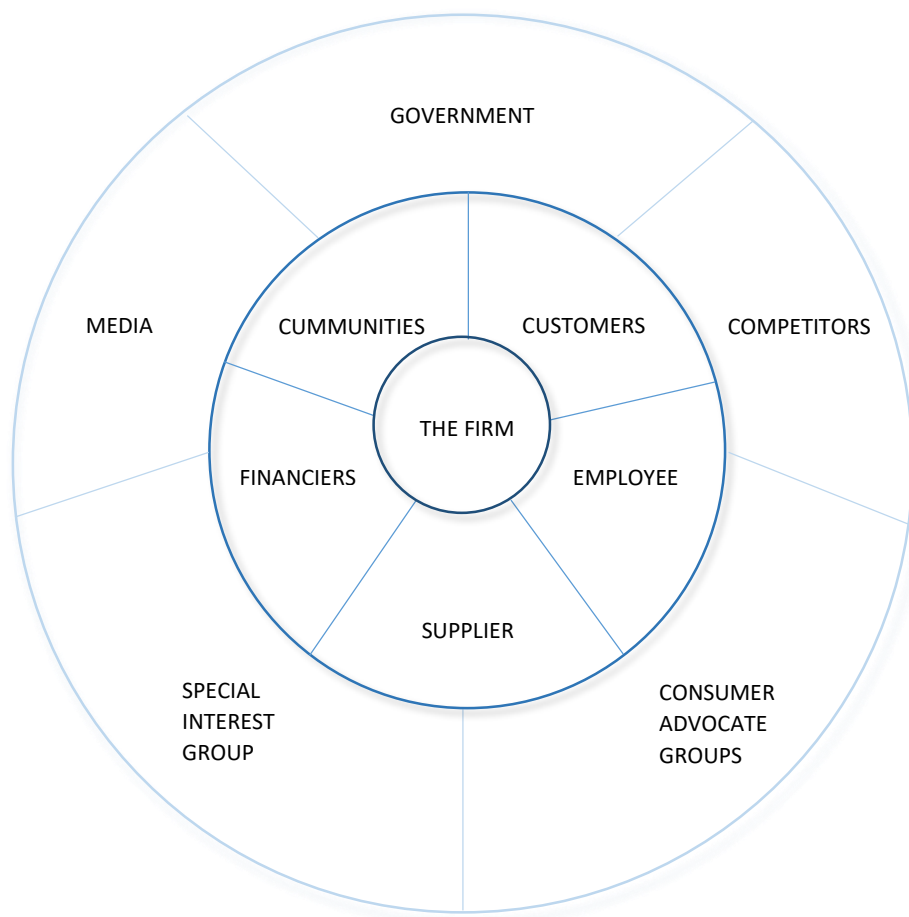 GOVERNMENT
MEDIA
CUMMUNITIES
CUSTOMERS
COMPETITORS
THE FIRM
FINANCIERS
EMPLOYEE
SUPPLIER
SPECIAL
INTEREST
GROUP
CONSUMER
ADVOCATE
GROUPS